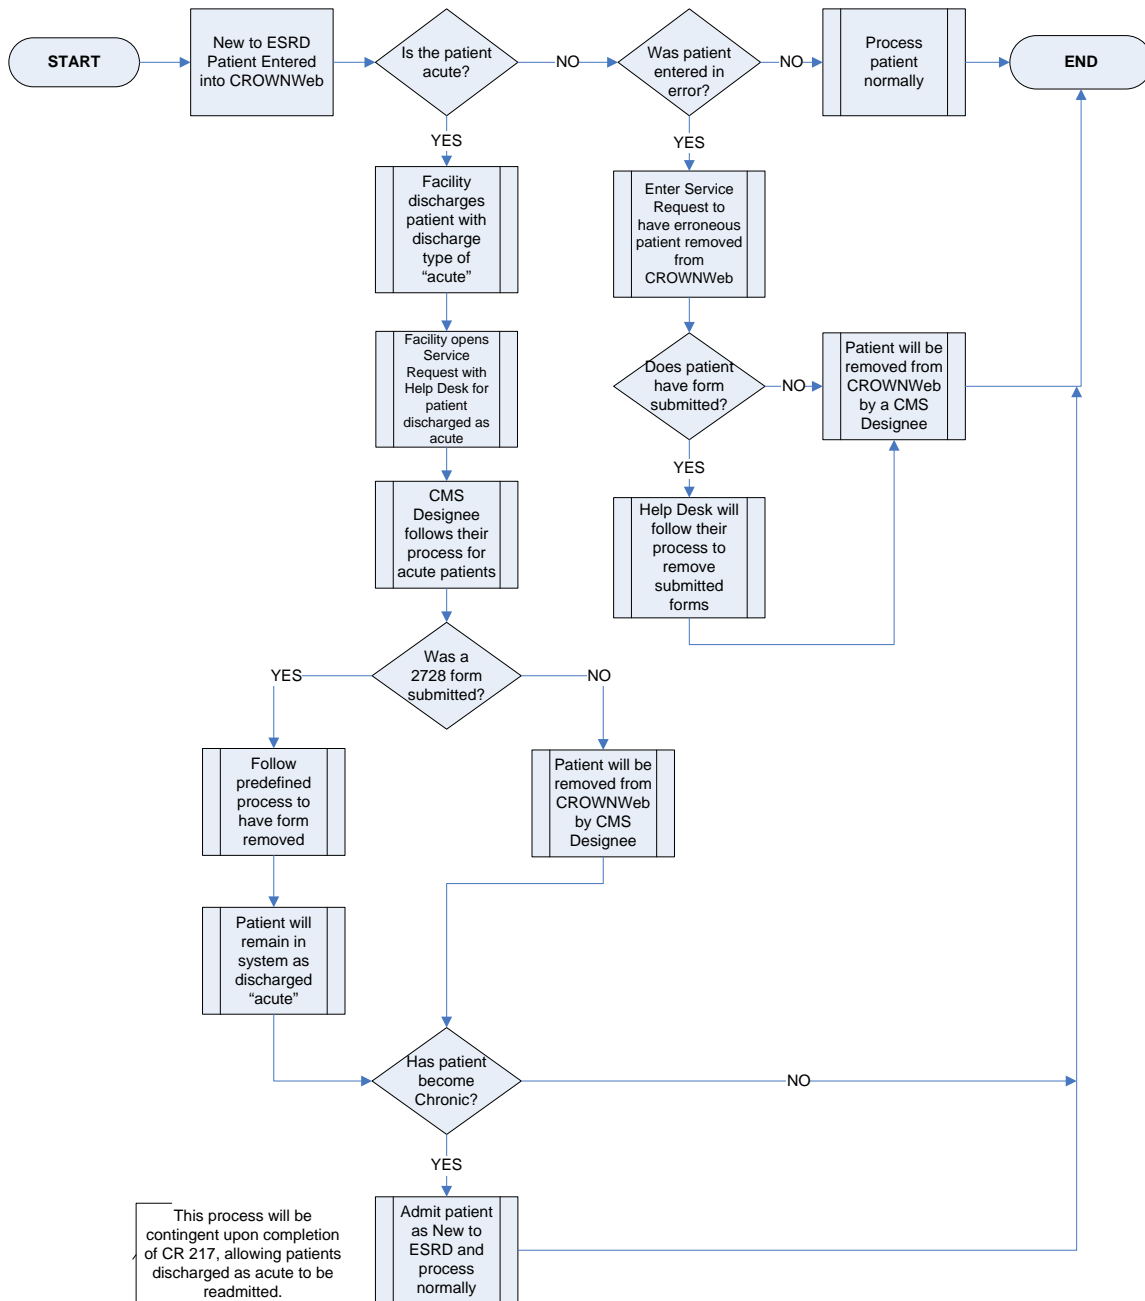 START
New to ESRD
Patient Entered
into CROWNWeb
Is the patient
acute?
NO
Was patient
entered in
error?
NO
Process
patient
normally
END
YES
YES
Facility
discharges
patient with
discharge
type of
“acute”
Enter Service
Request to
have erroneous
patient removed
from
CROWNWeb
Facility opens
Service
Request with
Help Desk for
patient
discharged as
acute
Does patient
have form
submitted?
NO
Patient will be
removed from
CROWNWeb
by a CMS
Designee
YES
CMS
Designee
follows their
process for
acute patients
Help Desk will
follow their
process to
remove
submitted
forms
Was a
2728 form
submitted?
YES
NO
Follow
predefined
process to
have form
removed
Patient will be
removed from
CROWNWeb
by CMS
Designee
Patient will
remain in
system as
discharged
“acute”
Has patient
become
Chronic?
NO
YES
This process will be
contingent upon completion
of CR 217, allowing patients
discharged as acute to be
readmitted.
Admit patient
as New to
ESRD and
process
normally